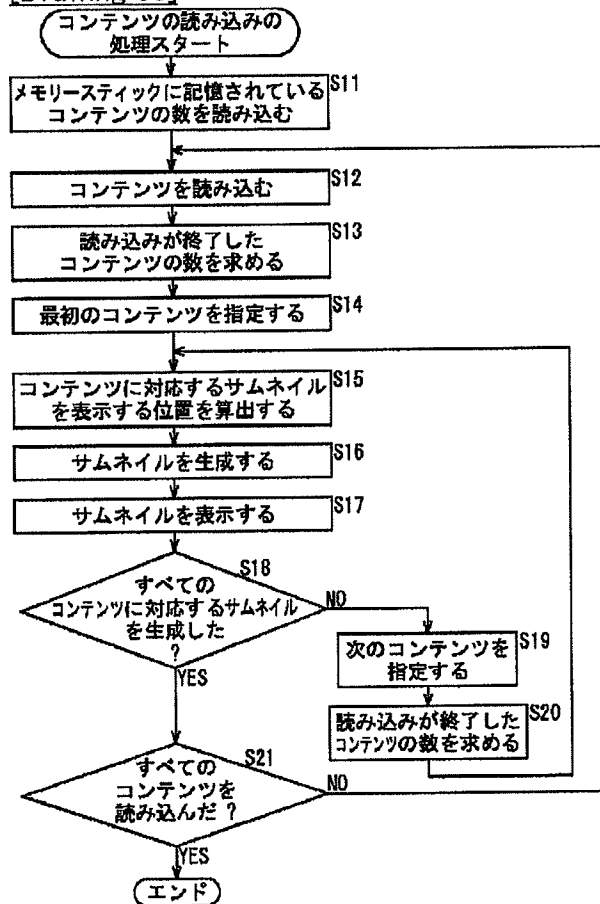 コンテンツの読み込みの
処理スタート
メモリースティックに記憶されている
コンテンツの数を読み込む
S11
コンテンツを読み込む
S12
読み込みが終了した
コンテンツの数を求める
S13
最初のコンテンツを指定する
S14
コンテンツに対応するサムネイル
を表示する位置を算出する
S15
サムネイルを生成する
S16
サムネイルを表示する
S17
S18
すべての
コンテンツに対応するサムネイル
を生成した
?
NO
YES
次のコンテンツを
指定する
S19
読み込みが終了した
コンテンツの数を求める
S20
S21
すべての
コンテンツを
読み込んだ ?
NO
YES
エンド